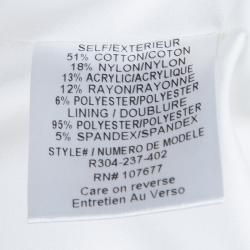 SELF/EXTERIEUR
51% COTTON/COTON
18% NYLON/NYLON
13% ACRYLIC/ACRYLIQUE
12% RAYON/RAYONNE
6% POLYESTER/POLYESTER
LINING / DOUBLURE
95% POLYESTER/POLYESTER
5% SPANDEX/SPANDEX
STYLE# / NUMERO DE MODELE
R304-237-402
RN# 107677
Care on reverse
Entretien Au Verso